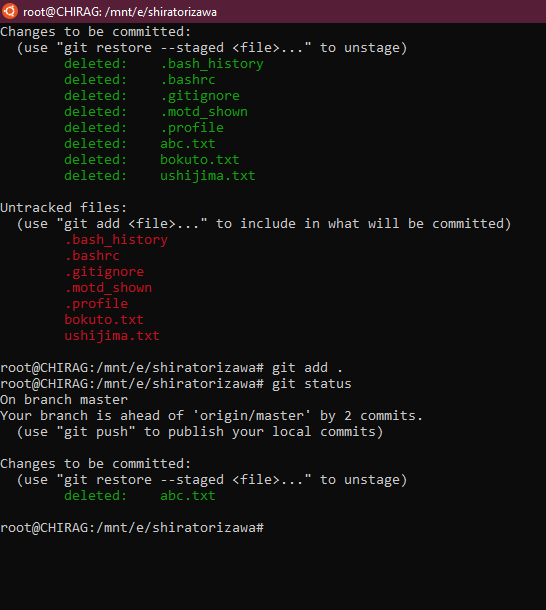 root@CHIRAG: /mnt/e/shiratorizawa
Changes to be committed:
  (use "git restore --staged <file>..." to unstage)
        deleted:    .bash_history
        deleted:    .bashrc
        deleted:    .gitignore
        deleted:    .motd_shown
        deleted:    .profile
        deleted:    abc.txt
        deleted:    bokuto.txt
        deleted:    ushijima.txt

Untracked files:
  (use "git add <file>..." to include in what will be committed)
        .bash_history
        .bashrc
        .gitignore
        .motd_shown
        .profile
        bokuto.txt
        ushijima.txt

root@CHIRAG:/mnt/e/shiratorizawa# git add .
root@CHIRAG:/mnt/e/shiratorizawa# git status
On branch master
Your branch is ahead of 'origin/master' by 2 commits.
  (use "git push" to publish your local commits)

Changes to be committed:
  (use "git restore --staged <file>..." to unstage)
        deleted:    abc.txt

root@CHIRAG:/mnt/e/shiratorizawa#